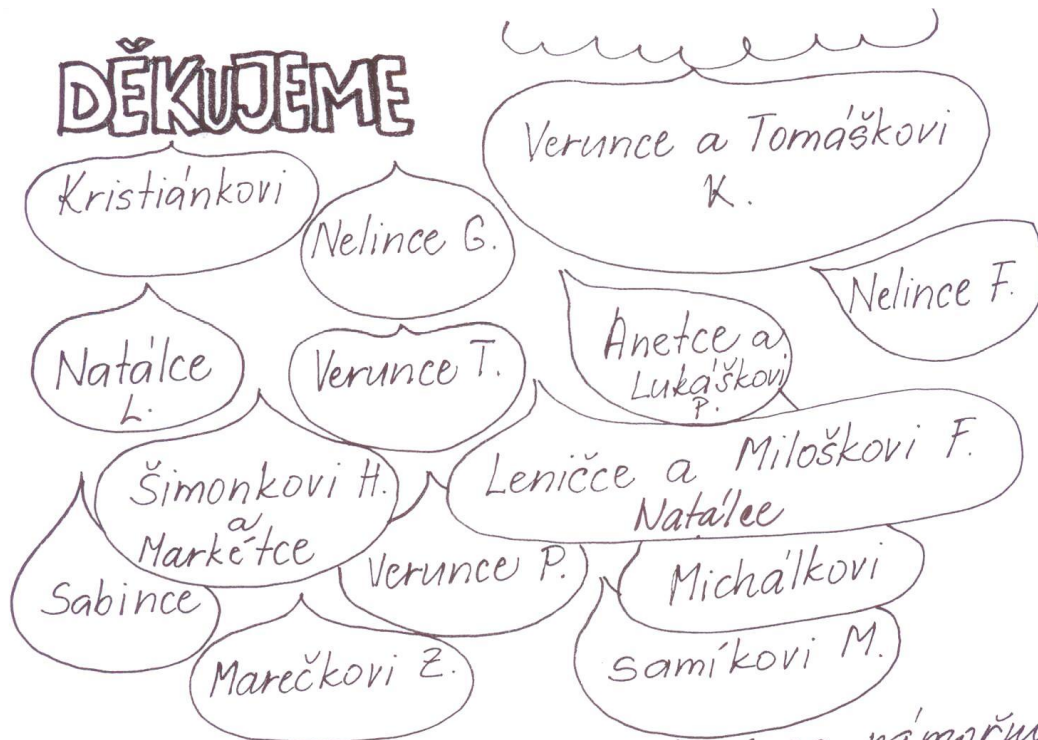 DĚKUJEME
Verunce a Tomáškovi
K.
Kristiánkovi
Nelince G.
Nelince F.
Natálce
L.
Verunce T.
Anetce a
Lukáškovi
P.
Šimonkovi H.
a
Markétce
Leničce a Miloškovi F.
Natálce
Sabince
Verunce P.
Michálkovi
Marečkovi Z.
Samíkovi M.